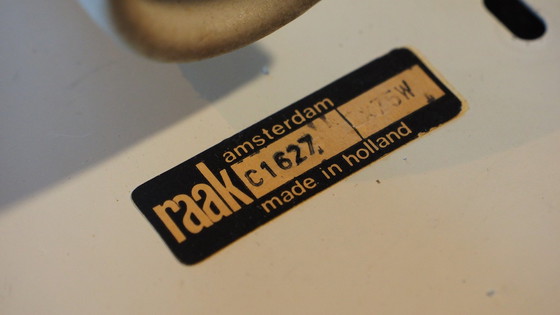 raak amsterdam
C1627
made in holland